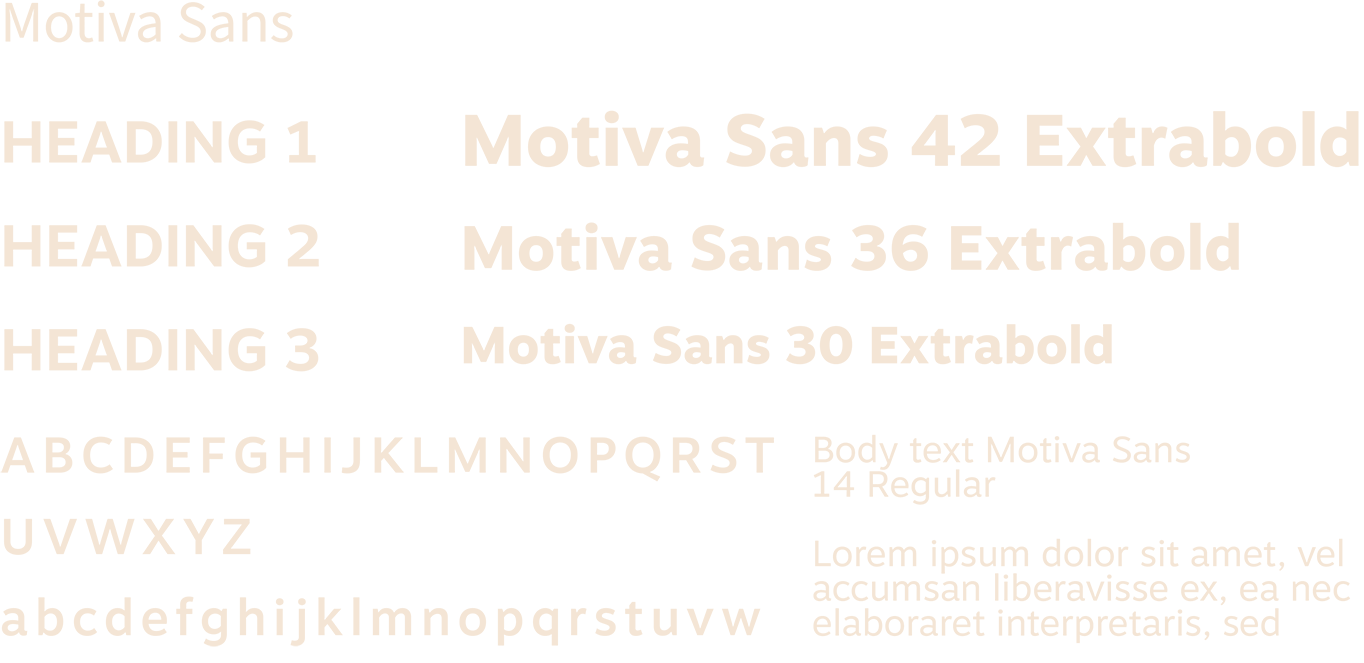 Motiva Sans
HEADING 1
Motiva Sans 42 Extrabold
HEADING 2
Motiva Sans 36 Extrabold
HEADING 3
Motiva Sans 30 Extrabold
A B C D E F G H I J K L M N O P Q R S T
U V W X Y Z
a b c d e f g h i j k l m n o p q r s t u v w
Body text Motiva Sans
14 Regular
Lorem ipsum dolor sit amet, vel
accumsan liberavisse ex, ea nec
elaboraret interpretaris, sed